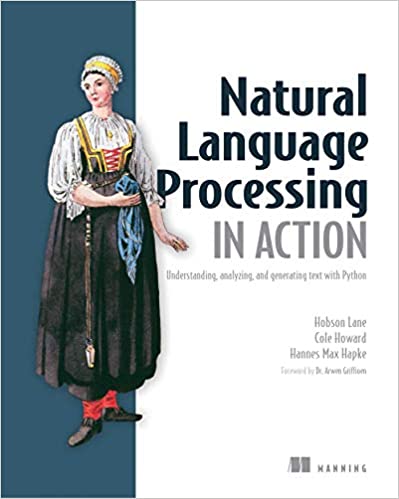 Natural
Language
Processing
IN ACTION
Understanding, analyzing, and generating text with Python
Hobson Lane
Cole Howard
Hannes Max Hapke
Foreword by Dr. Arwen Griffioen
MANNING